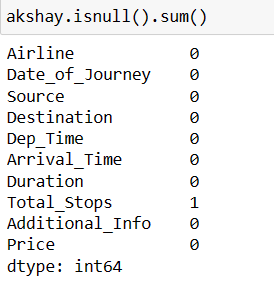 akshay.isnull().sum()
Airline 0
Date_of_Journey 0
Source 0
Destination 0
Dep_Time 0
Arrival_Time 0
Duration 0
Total_Stops 1
Additional_Info 0
Price 0
dtype: int64